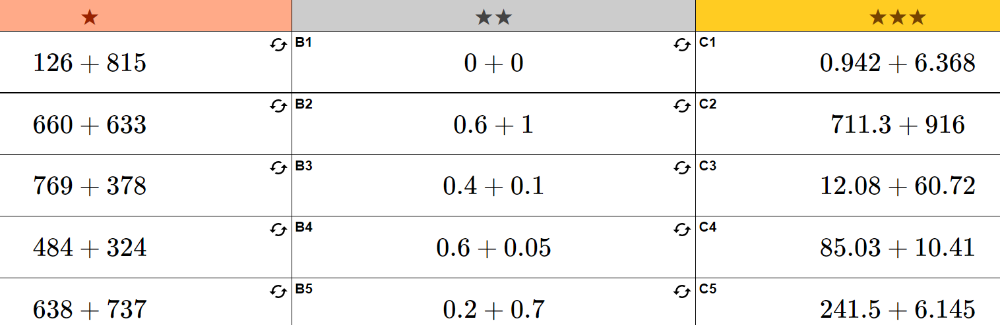 ★ ★★ ★★★
126 + 815 B1 0 + 0 C1 0.942 + 6.368
660 + 633 B2 0.6 + 1 C2 711.3 + 916
769 + 378 B3 0.4 + 0.1 C3 12.08 + 60.72
484 + 324 B4 0.6 + 0.05 C4 85.03 + 10.41
638 + 737 B5 0.2 + 0.7 C5 241.5 + 6.145